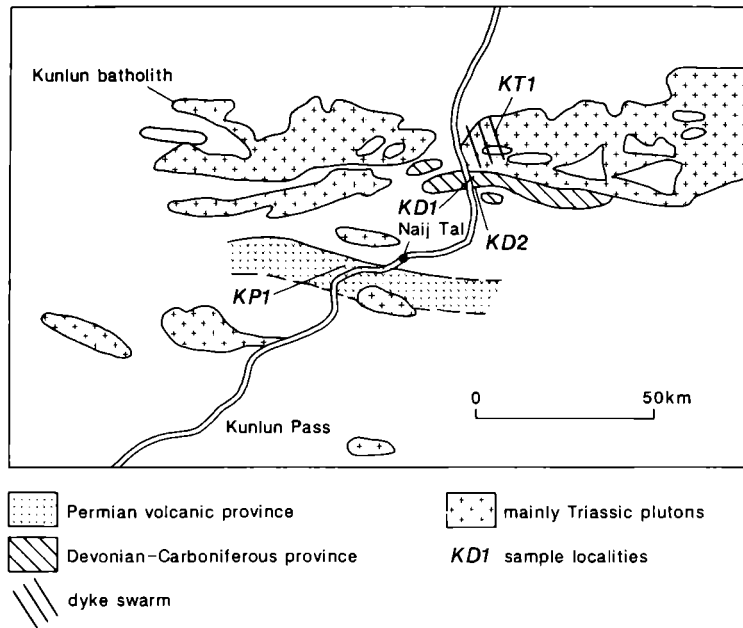 Kunlun batholith
KT1
KD1
Naij Tal
KD2
KP1
0 50km
Kunlun Pass
Permian volcanic province
mainly Triassic plutons
Devonian–Carboniferous province
KD1 sample localities
dyke swarm